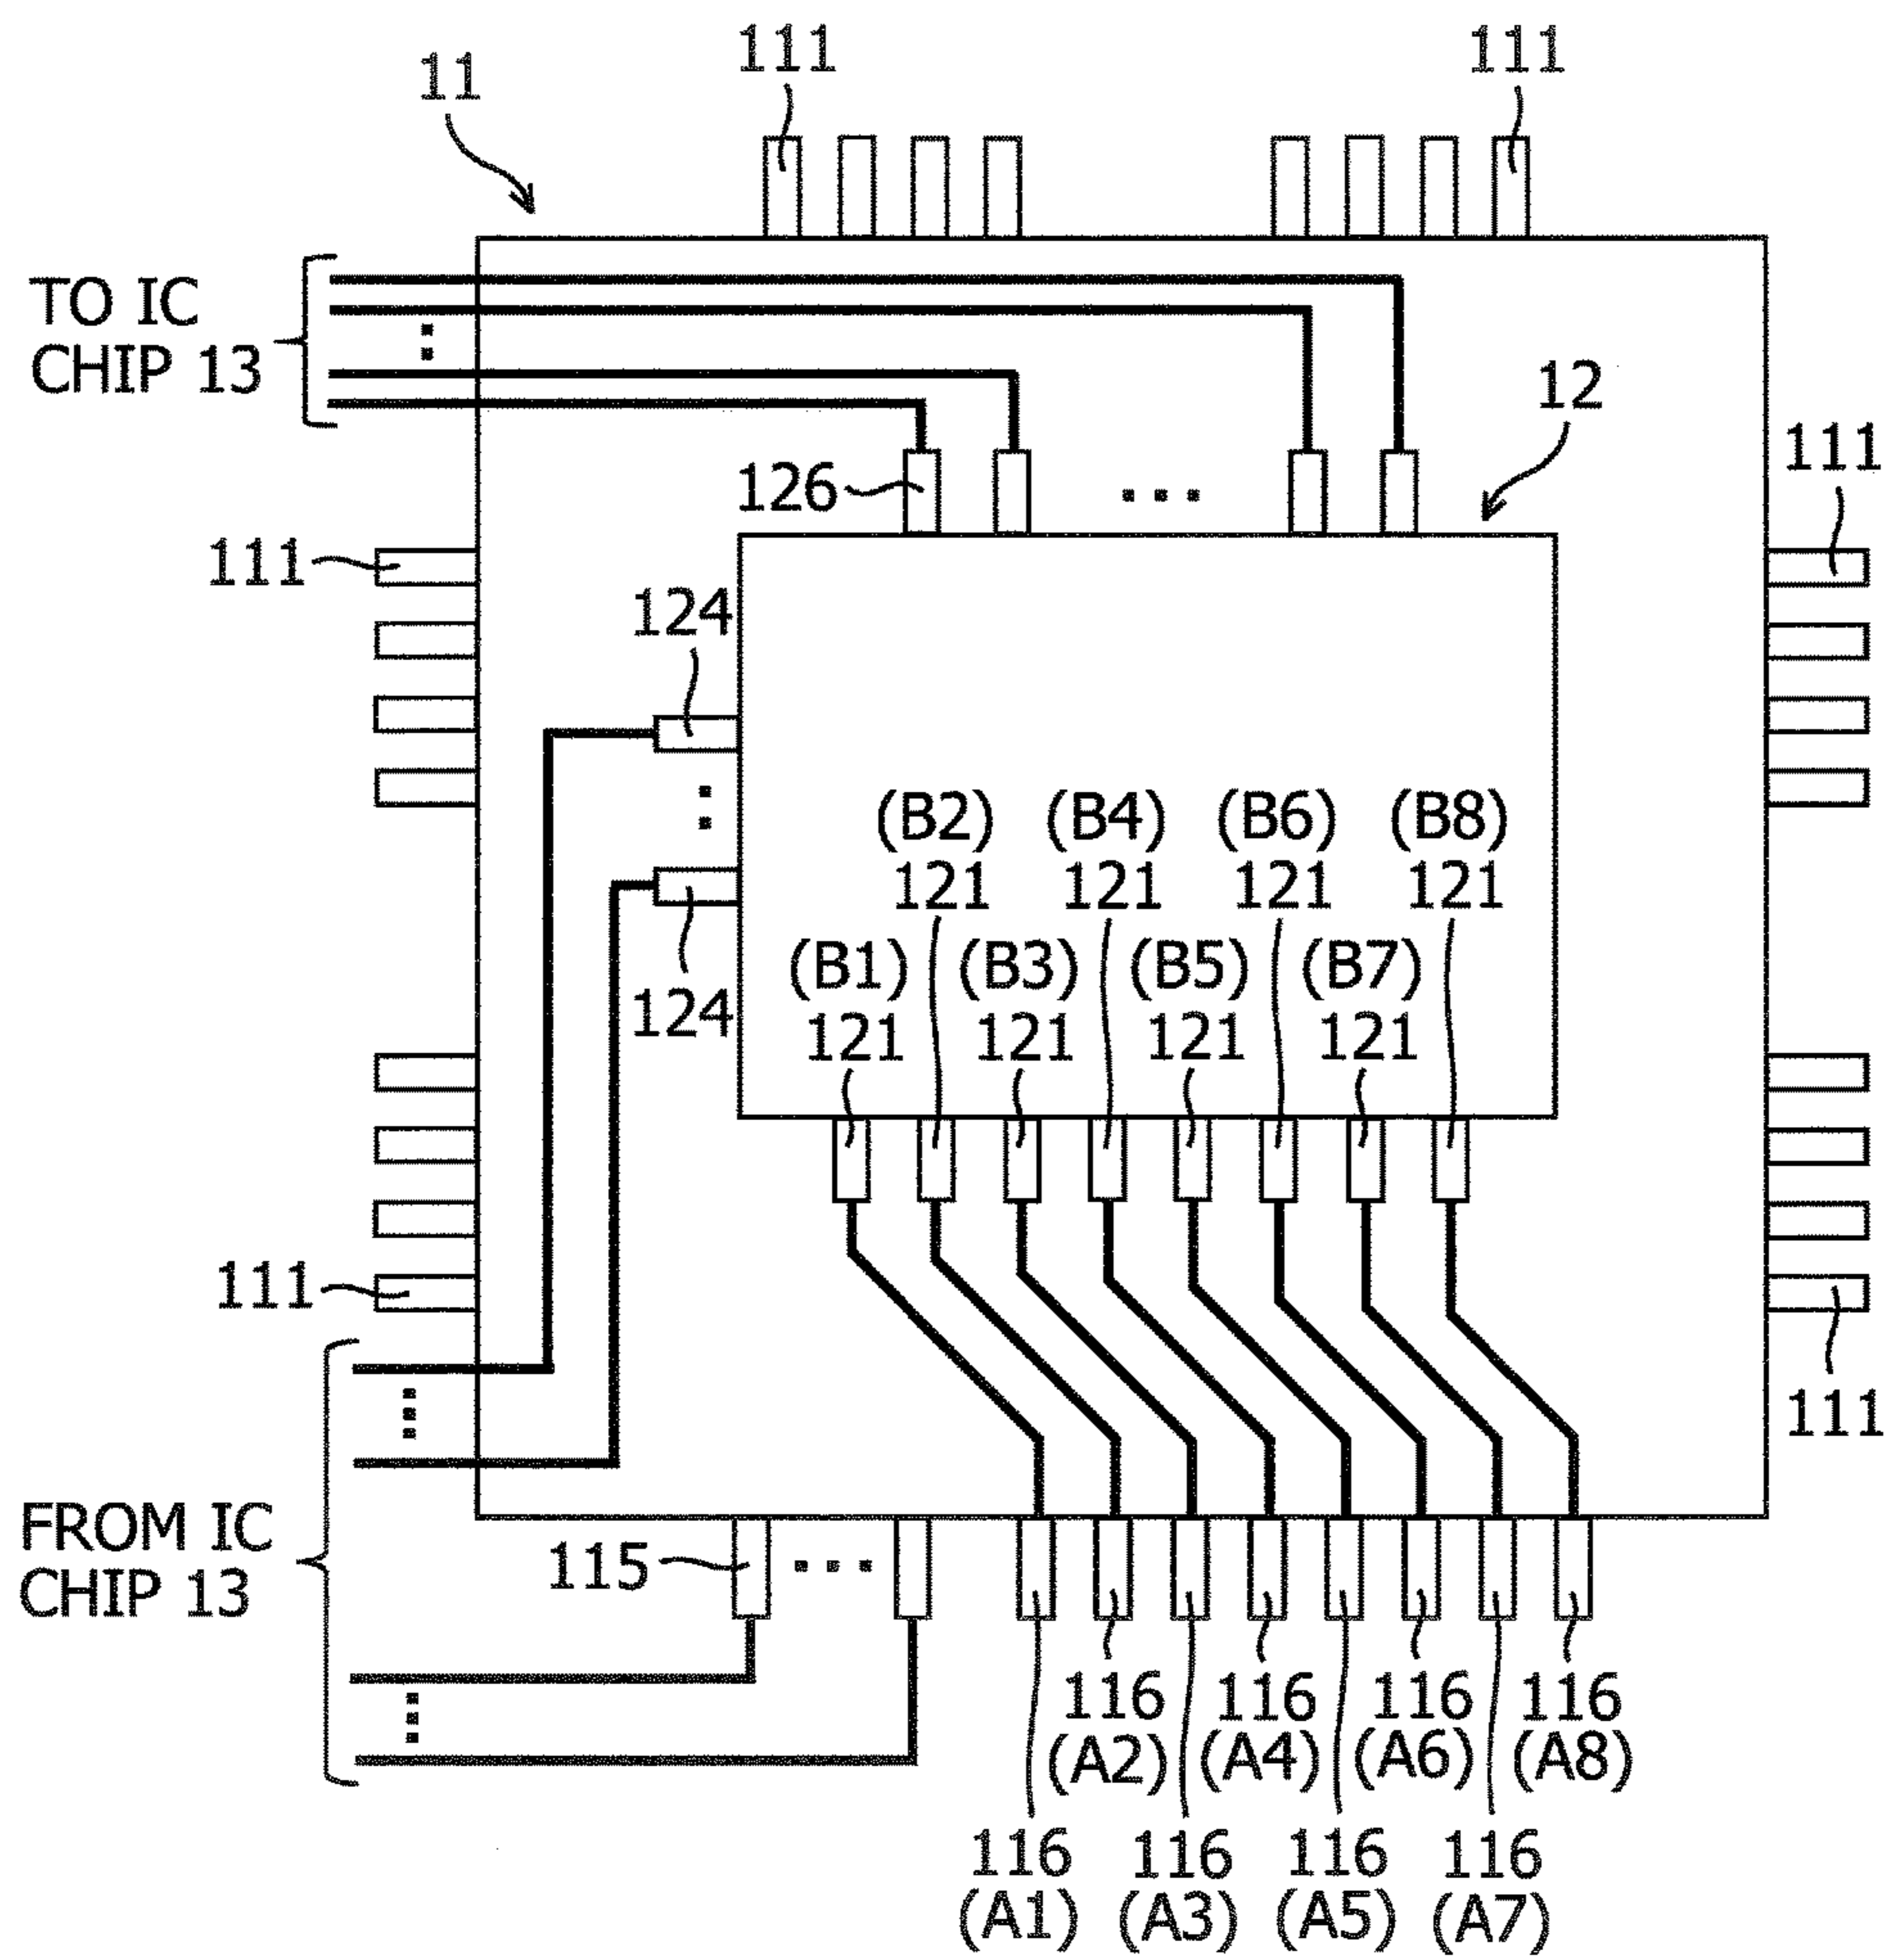 111
111
11
TO IC
CHIP 13
12
111
126
111
124
(B2) (B4) (B6) (B8)
121 121 121 121
(B1) (B3) (B5) (B7)
124
121 121 121 121
111
111
FROM IC
CHIP 13
115
116 116 116 116
(A2) (A4) (A6) (A8)
116 116 116 116
(A1) (A3) (A5) (A7)